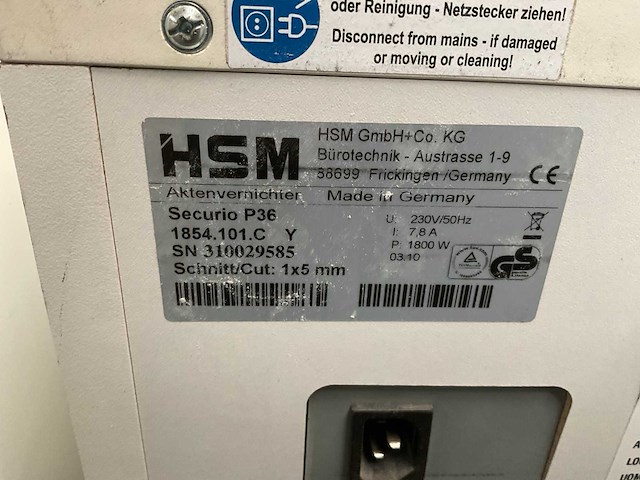 oder Reinigung - Netzstecker ziehen!
Disconnect from mains - if damaged
or moving or cleaning!
HSM
HSM GmbH+Co. KG
Bürotechnik - Austrasse 1-9
88699 Frickingen /Germany
CE
Aktenvernichter Made in Germany
Securio P36
1854.101.C Y
SN 310029585
Schnitt/Cut: 1x5 mm
U: 230V/50Hz
I: 7,8 A
P: 1800 W
03.10
GS